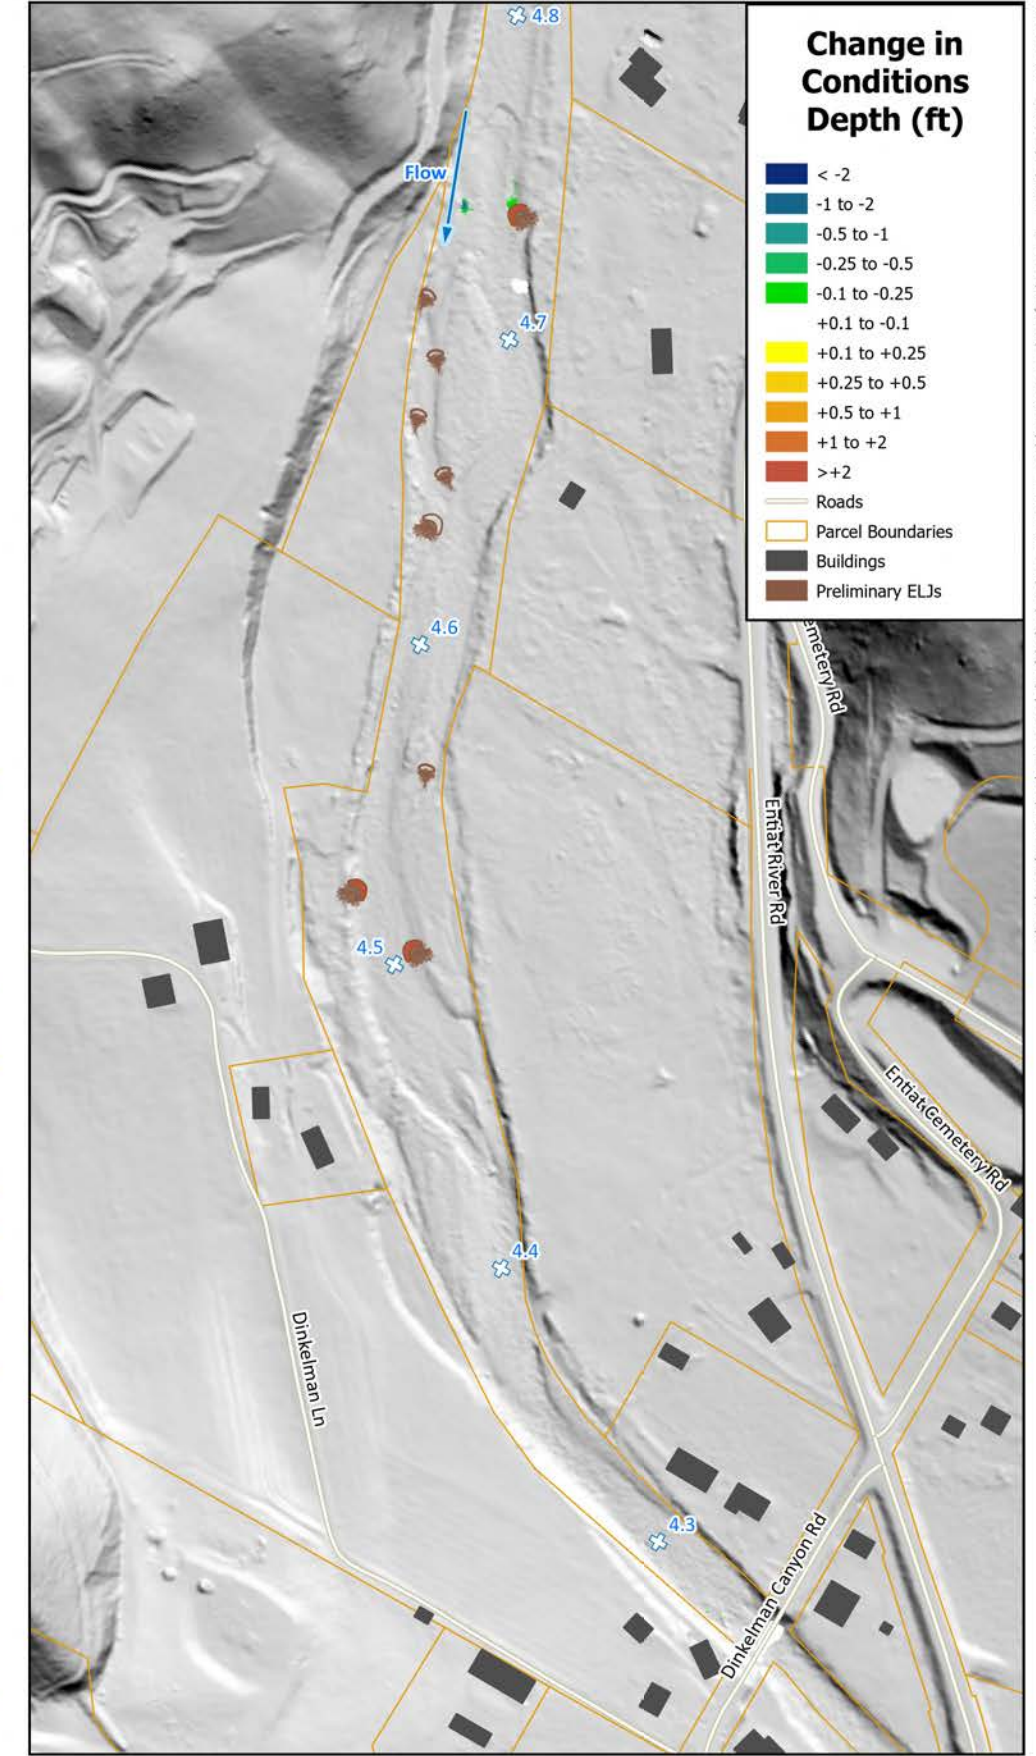 4.8
Change in
Conditions
Depth (ft)
< -2
-1 to -2
-0.5 to -1
-0.25 to -0.5
-0.1 to -0.25
+0.1 to -0.1
+0.1 to +0.25
+0.25 to +0.5
+0.5 to +1
+1 to +2
>+2
Roads
Parcel Boundaries
Buildings
Preliminary ELJs
Flow
4.7
4.6
emetery Rd
Entiat River Rd
4.5
Entiat Cemetery Rd
4.4
Dinkelman Ln
4.3
Dinkelman Canyon Rd